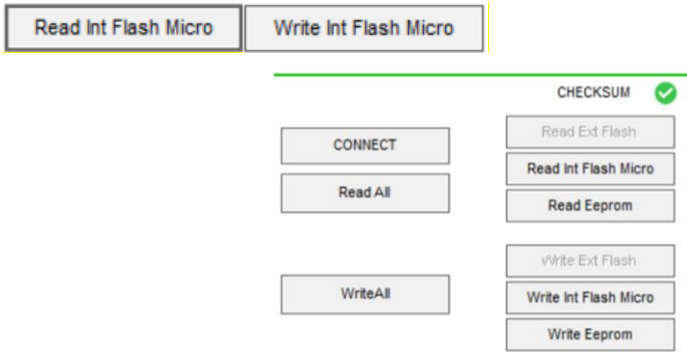 Read Int Flash Micro Write Int Flash Micro
CHECKSUM
Read Ext Flash
CONNECT
Read Int Flash Micro
Read All
Read Eeprom
Write Ext Flash
WriteAll
Write Int Flash Micro
Write Eeprom